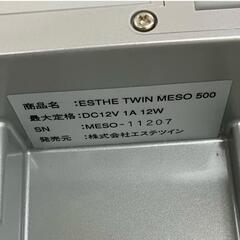 商品名 :ESTHE TWIN MESO 500
最大定格:DC12V 1A 12W
SN :MESO-11207
発売元 :株式会社エステツイン